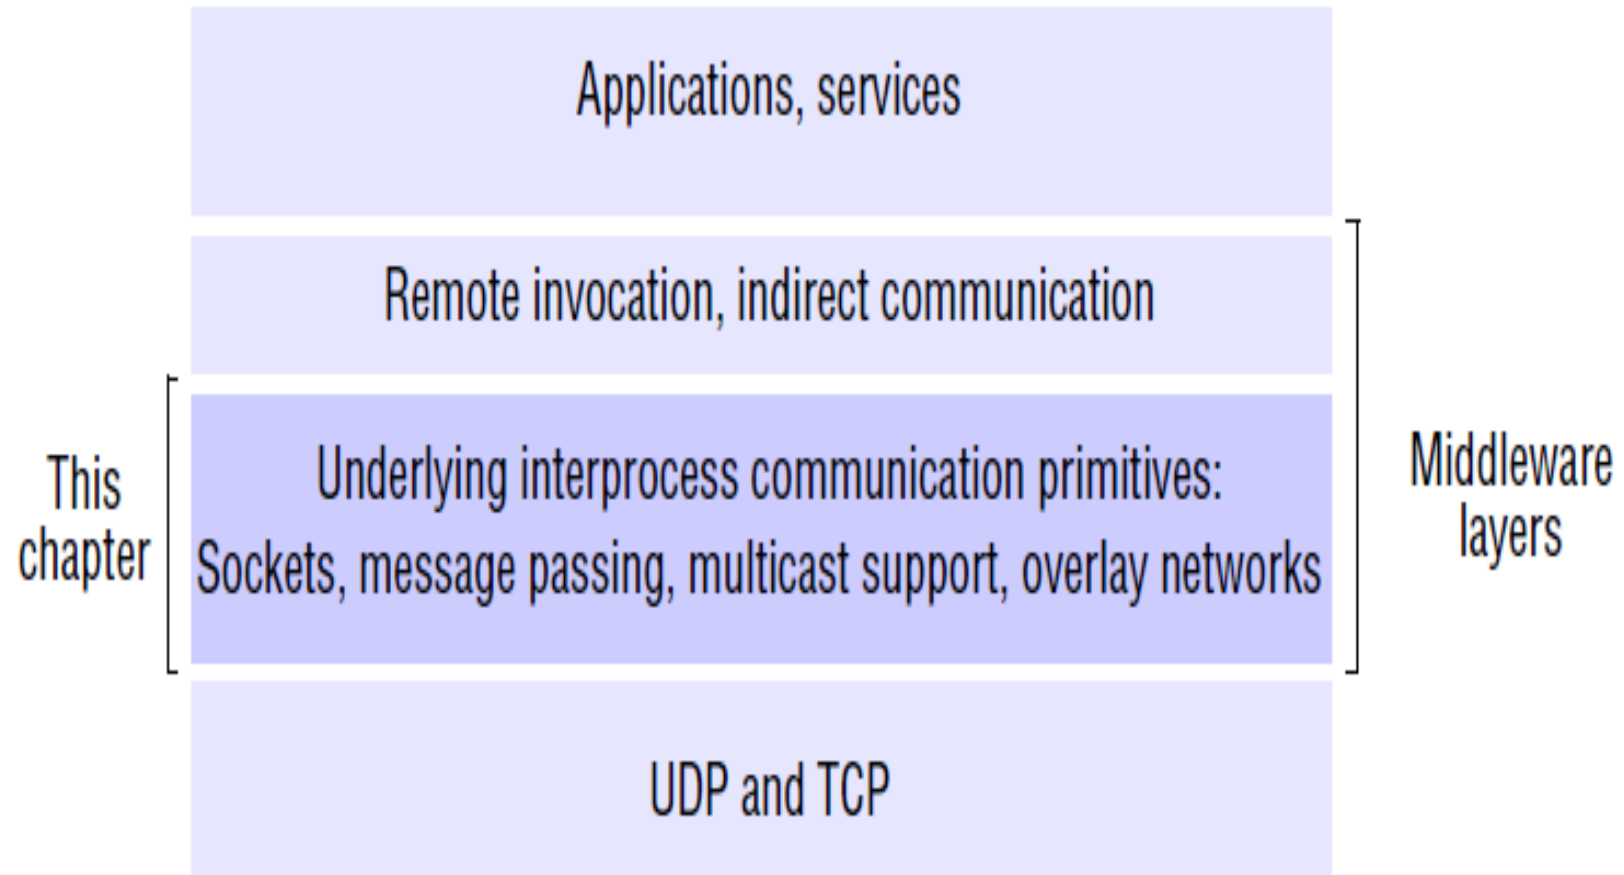 Applications, services
Remote invocation, indirect communication
This
chapter
Underlying interprocess communication primitives:
Sockets, message passing, multicast support, overlay networks
Middleware
layers
UDP and TCP